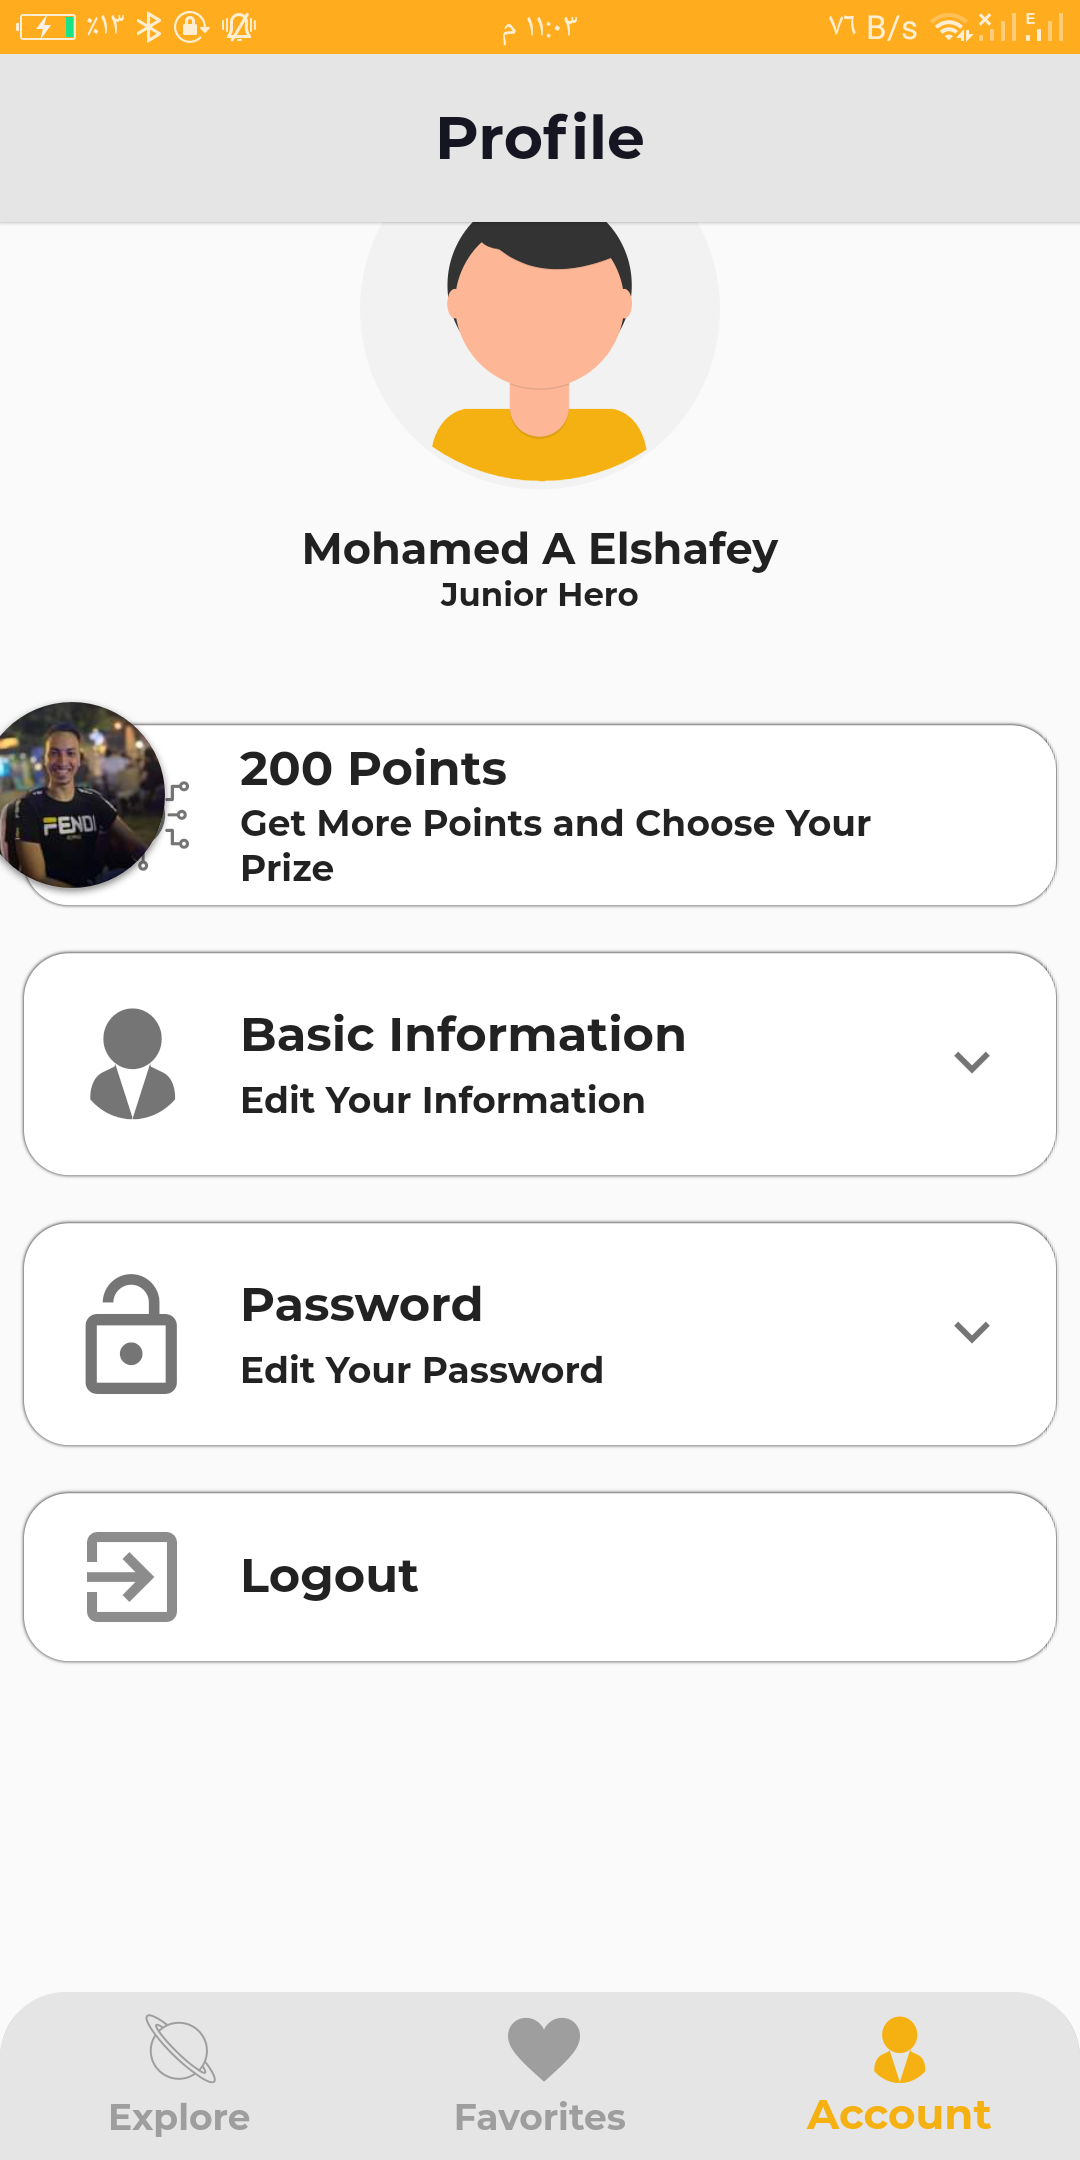 ٪١٣ ١١:٠٣ م ٧٦ B/s E
Profile
Mohamed A Elshafey
Junior Hero
200 Points
Get More Points and Choose Your
Prize
FENDI
Basic Information
Edit Your Information
Password
Edit Your Password
Logout
Explore Favorites Account